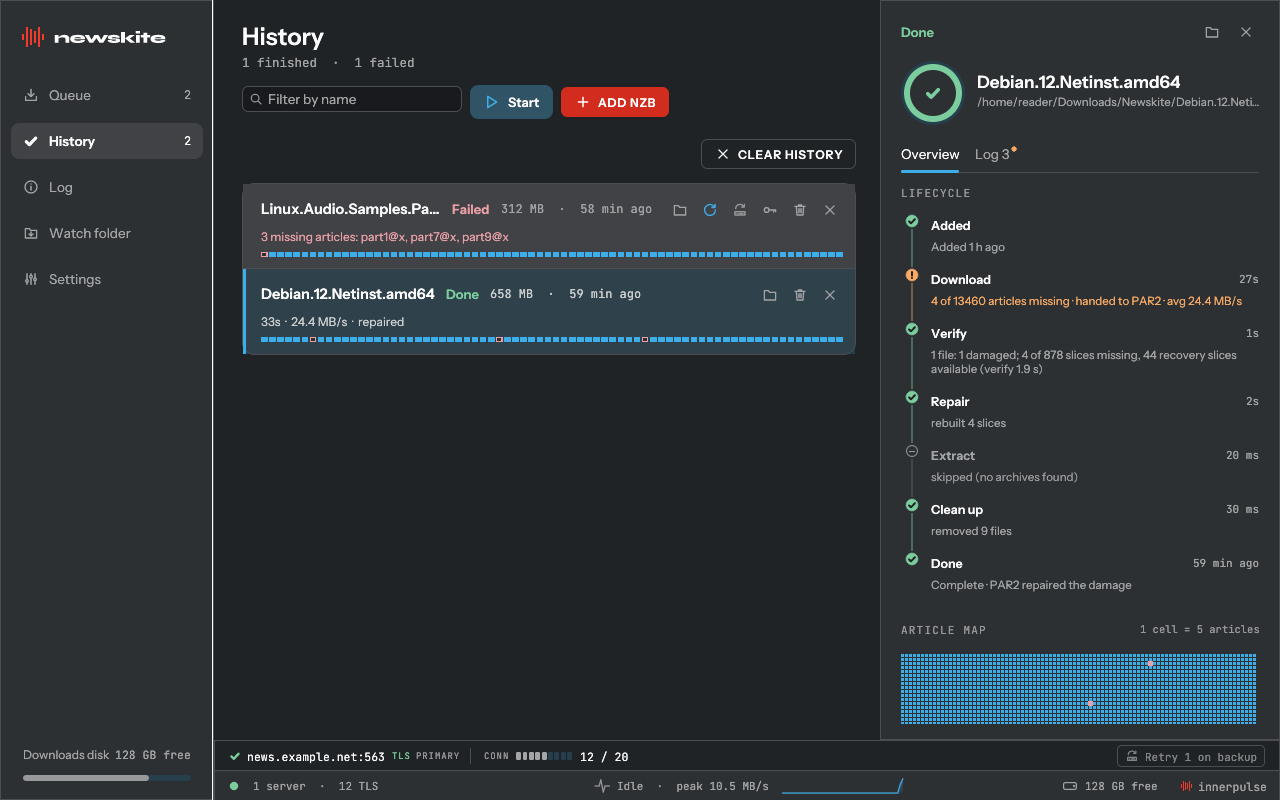 newskite
Queue 2
History 2
Log
Watch folder
Settings
Downloads disk 128 GB free
History
1 finished · 1 failed
Filter by name
Start
ADD NZB
CLEAR HISTORY
Linux.Audio.Samples.Pa… Failed 312 MB · 58 min ago
3 missing articles: part1@x, part7@x, part9@x
Debian.12.Netinst.amd64 Done 658 MB · 59 min ago
33s · 24.4 MB/s · repaired
Done
Debian.12.Netinst.amd64
/home/reader/Downloads/Newskite/Debian.12.Neti…
Overview Log 3
LIFECYCLE
Added
Added 1 h ago
Download 27s
4 of 13460 articles missing · handed to PAR2 · avg 24.4 MB/s
Verify 1s
1 file: 1 damaged; 4 of 878 slices missing, 44 recovery slices
available (verify 1.9 s)
Repair 2s
rebuilt 4 slices
Extract 20 ms
skipped (no archives found)
Clean up 30 ms
removed 9 files
Done 59 min ago
Complete · PAR2 repaired the damage
ARTICLE MAP 1 cell = 5 articles
news.example.net:563 TLS PRIMARY CONN 12 / 20
Retry 1 on backup
1 server · 12 TLS
Idle · peak 10.5 MB/s
128 GB free
innerpulse